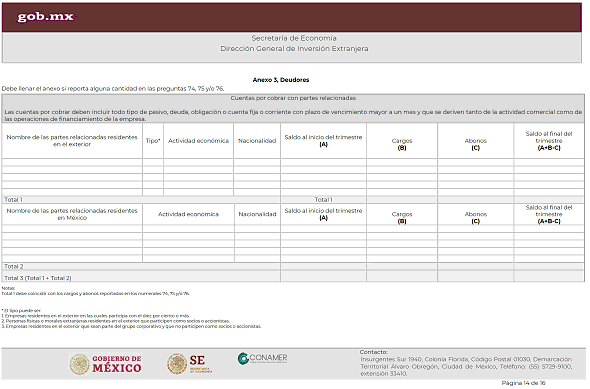 gob.mx
Secretaría de Economía
Dirección General de Inversión Extranjera
Anexo 3, Deudores
Debe llenar el anexo si reporta alguna cantidad en las preguntas 74, 75 y/o 76.
Cuentas por cobrar con partes relacionadas
Las cuentas por cobrar deben incluir todo tipo de pasivo, deuda, obligación o cuenta fija o corriente con plazo de vencimiento mayor a un mes y que se deriven tanto de la actividad comercial como de
las operaciones de financiamiento de la empresa.
Nombre de las partes relacionadas residentes en el exterior Tipo* Actividad económica Nacionalidad Saldo al inicio del trimestre (A) Cargos (B) Abonos (C) Saldo al final del trimestre (A+B-C)
Total 1 Total 1
Nombre de las partes relacionadas residentes en México Actividad económica Nacionalidad Saldo al inicio del trimestre (A) Cargos (B) Abonos (C) Saldo al final del trimestre (A+B-C)
Total 2
Total 3 (Total 1 + Total 2)
Notas:
Total 1 debe coincidir con los cargos y abonos reportados en los numerales 74, 75 y/o 76.
* El tipo puede ser:
1. Empresas residentes en el exterior en las cuales participa con el diez por ciento o más.
2. Personas físicas o morales extranjeras residentes en el exterior que participen como socios o accionistas.
3. Empresas residentes en el exterior que sean parte del grupo corporativo y que no participen como socios o accionistas.
GOBIERNO DE
MÉXICO
SE
SECRETARÍA
DE ECONOMÍA
CONAMER
Contacto:
Insurgentes Sur 1940, Colonia Florida, Código Postal 01030, Demarcación
Territorial Álvaro Obregón, Ciudad de México, Teléfono: (55) 5729-9100,
extensión 33410.
Página 14 de 16